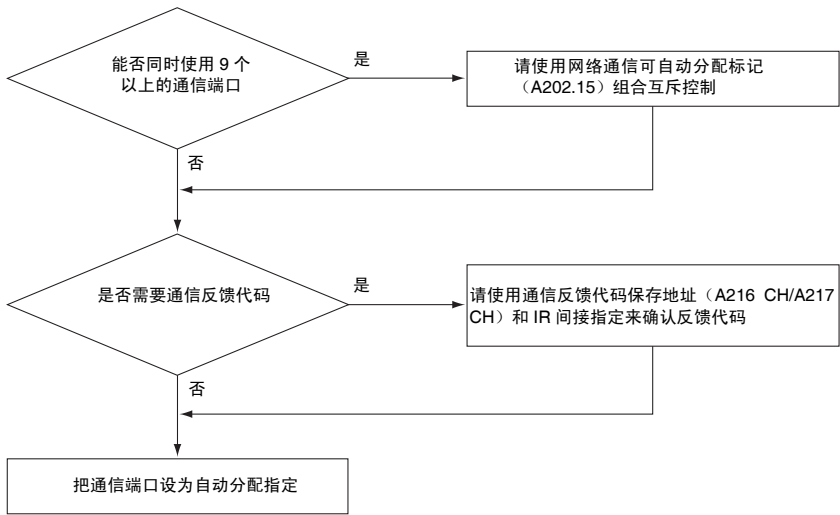 能否同时使用 9 个
以上的通信端口
是
请使用网络通信可自动分配标记
（A202.15）组合互斥控制
否
是否需要通信反馈代码
是
请使用通信反馈代码保存地址（A216 CH/A217
CH）和 IR 间接指定来确认反馈代码
否
把通信端口设为自动分配指定